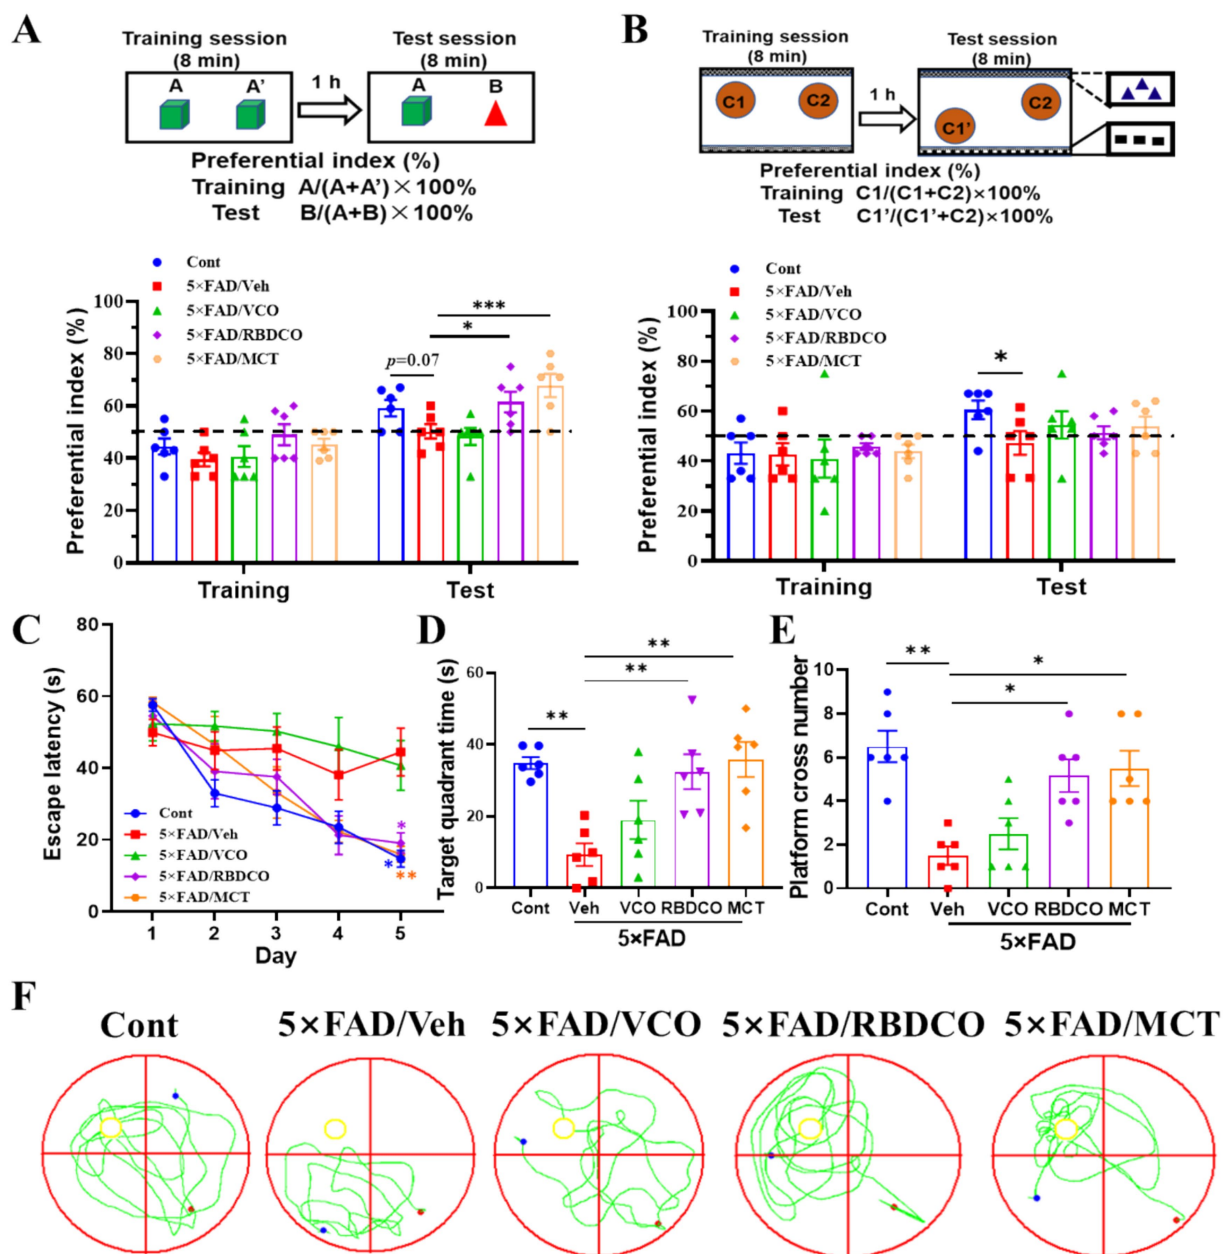 A
Training session
(8 min)
Test session
(8 min)
A
A’
1 h
A
B
Preferential index (%)
Training A/(A+A’)×100%
Test B/(A+B)×100%
Cont
5×FAD/Veh
5×FAD/VCO
5×FAD/RBDCO
5×FAD/MCT
Preferential index (%)
100
80
60
40
20
0
p=0.07
*
***
Training
Test
B
Training session
(8 min)
Test session
(8 min)
C1
C2
1 h
C1’
C2
Preferential index (%)
Training C1/(C1+C2)×100%
Test C1’/(C1’+C2)×100%
Cont
5×FAD/Veh
5×FAD/VCO
5×FAD/RBDCO
5×FAD/MCT
Preferential index (%)
100
80
60
40
20
0
*
Training
Test
C
Escape latency (s)
80
60
40
20
0
Cont
5×FAD/Veh
5×FAD/VCO
5×FAD/RBDCO
5×FAD/MCT
*
*
**
1 2 3 4 5
Day
D
Target quadrant time (s)
60
40
20
0
**
**
**
Cont Veh VCO RBDCO MCT
5×FAD
E
Platform cross number
10
8
6
4
2
0
**
*
*
Cont Veh VCO RBDCO MCT
5×FAD
F
Cont 5×FAD/Veh 5×FAD/VCO 5×FAD/RBDCO 5×FAD/MCT